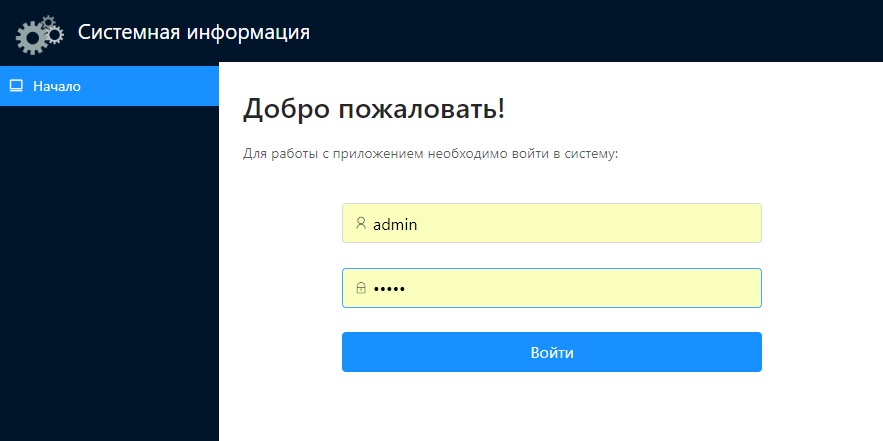 Системная информация
Начало
Добро пожаловать!
Для работы с приложением необходимо войти в систему:
admin
•••••
Войти